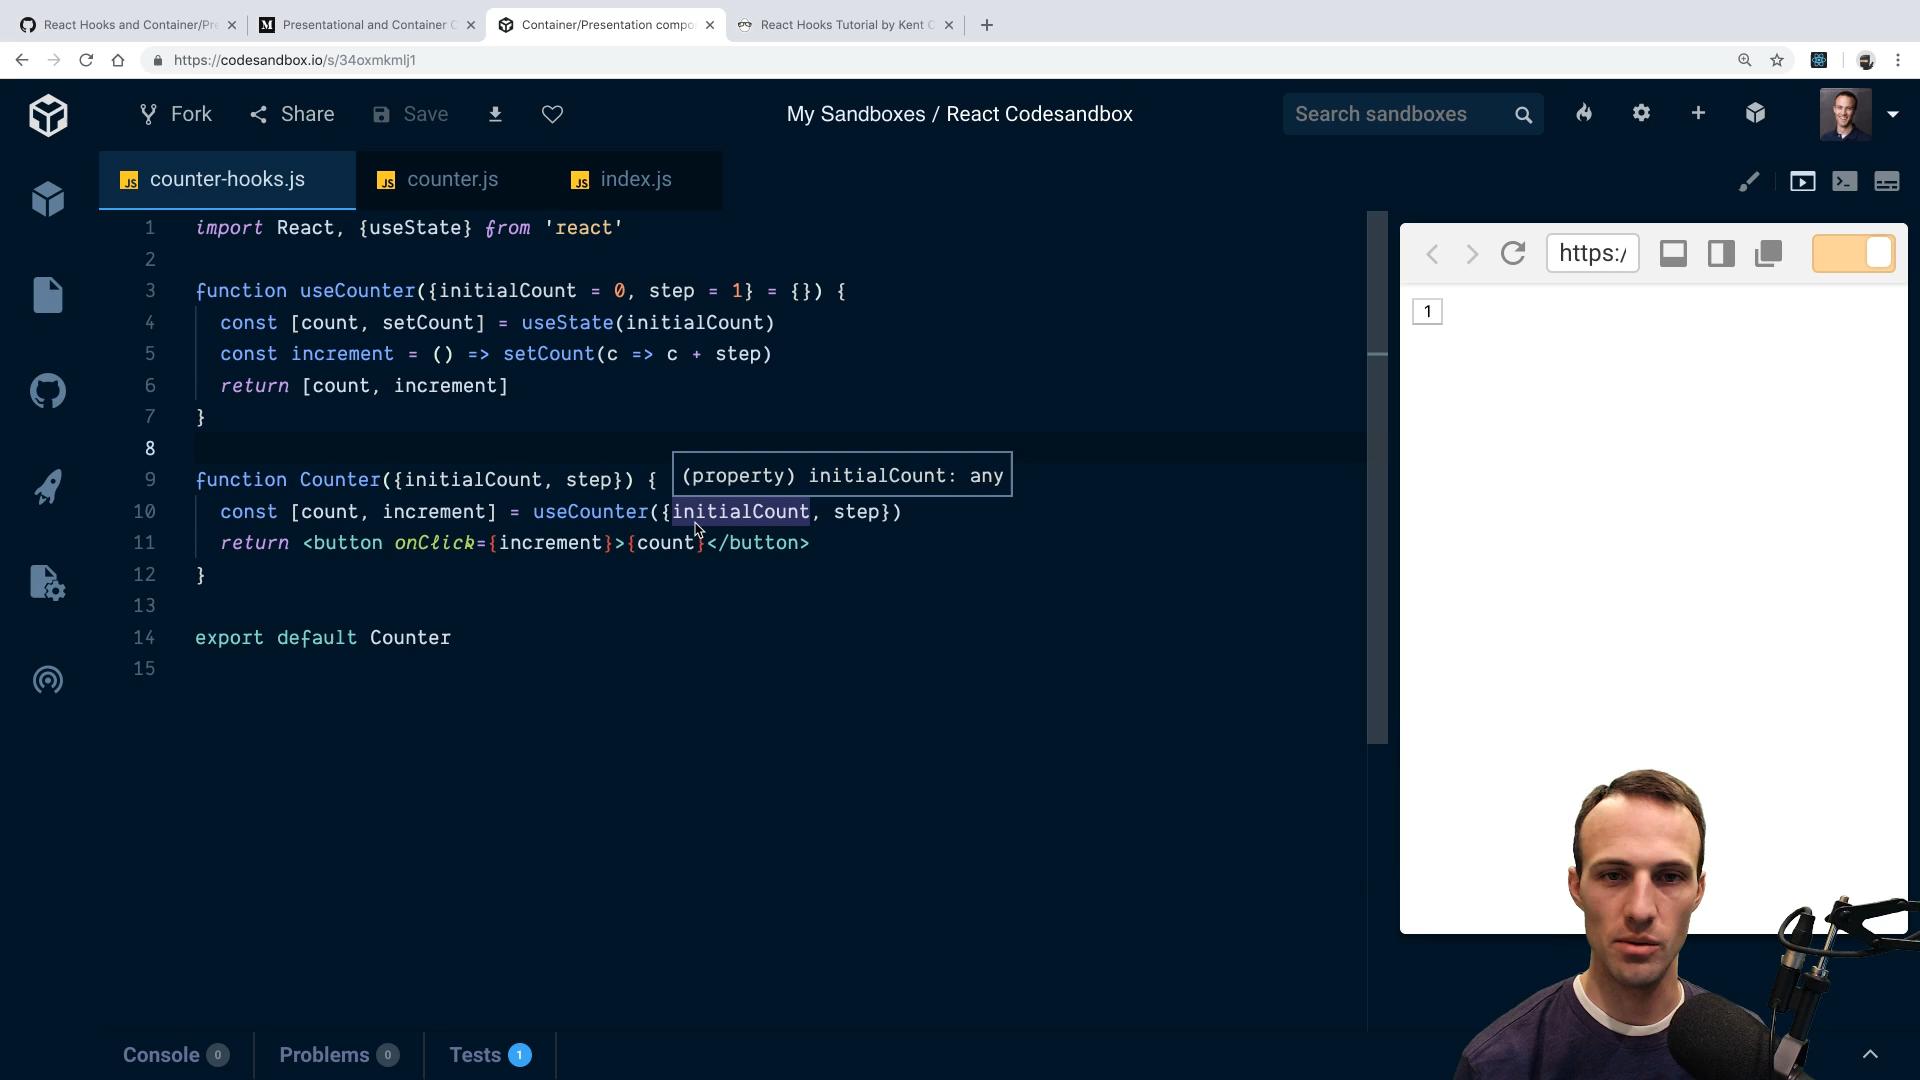 React Hooks and Container/Pre
Presentational and Container C
Container/Presentation compo
React Hooks Tutorial by Kent C
https://codesandbox.io/s/34oxmkmlj1
Fork
Share
Save
My Sandboxes / React Codesandbox
Search sandboxes
JS counter-hooks.js
JS counter.js
JS index.js
1 import React, {useState} from 'react'
2
3 function useCounter({initialCount = 0, step = 1} = {}) {
4 const [count, setCount] = useState(initialCount)
5 const increment = () => setCount(c => c + step)
6 return [count, increment]
7 }
8
(property) initialCount: any
9 function Counter({initialCount, step}) {
10 const [count, increment] = useCounter({initialCount, step})
11 return <button onClick={increment}>{count}</button>
12 }
13
14 export default Counter
15
https:/
1
Console 0
Problems 0
Tests 1